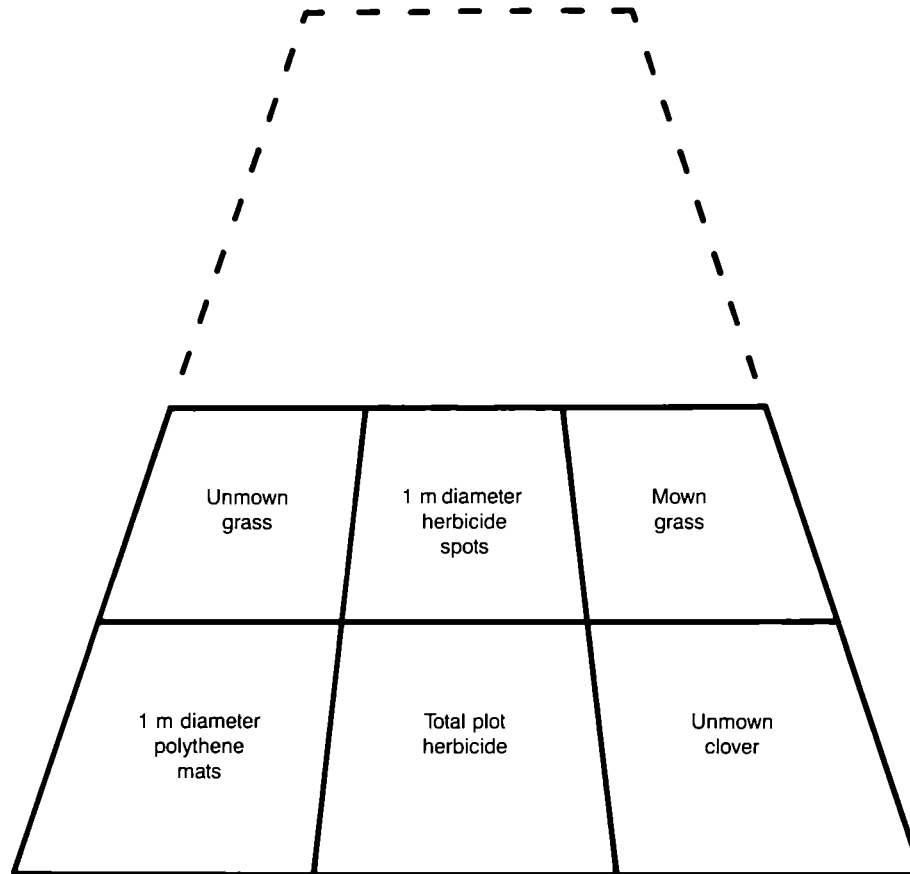 Unmown
grass
1 m diameter
herbicide
spots
Mown
grass
1 m diameter
polythene
mats
Total plot
herbicide
Unmown
clover